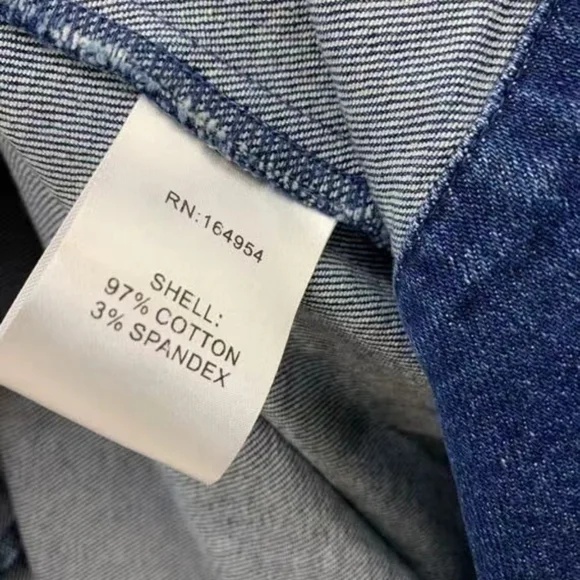 RN:164954
SHELL:
97% COTTON
3% SPANDEX